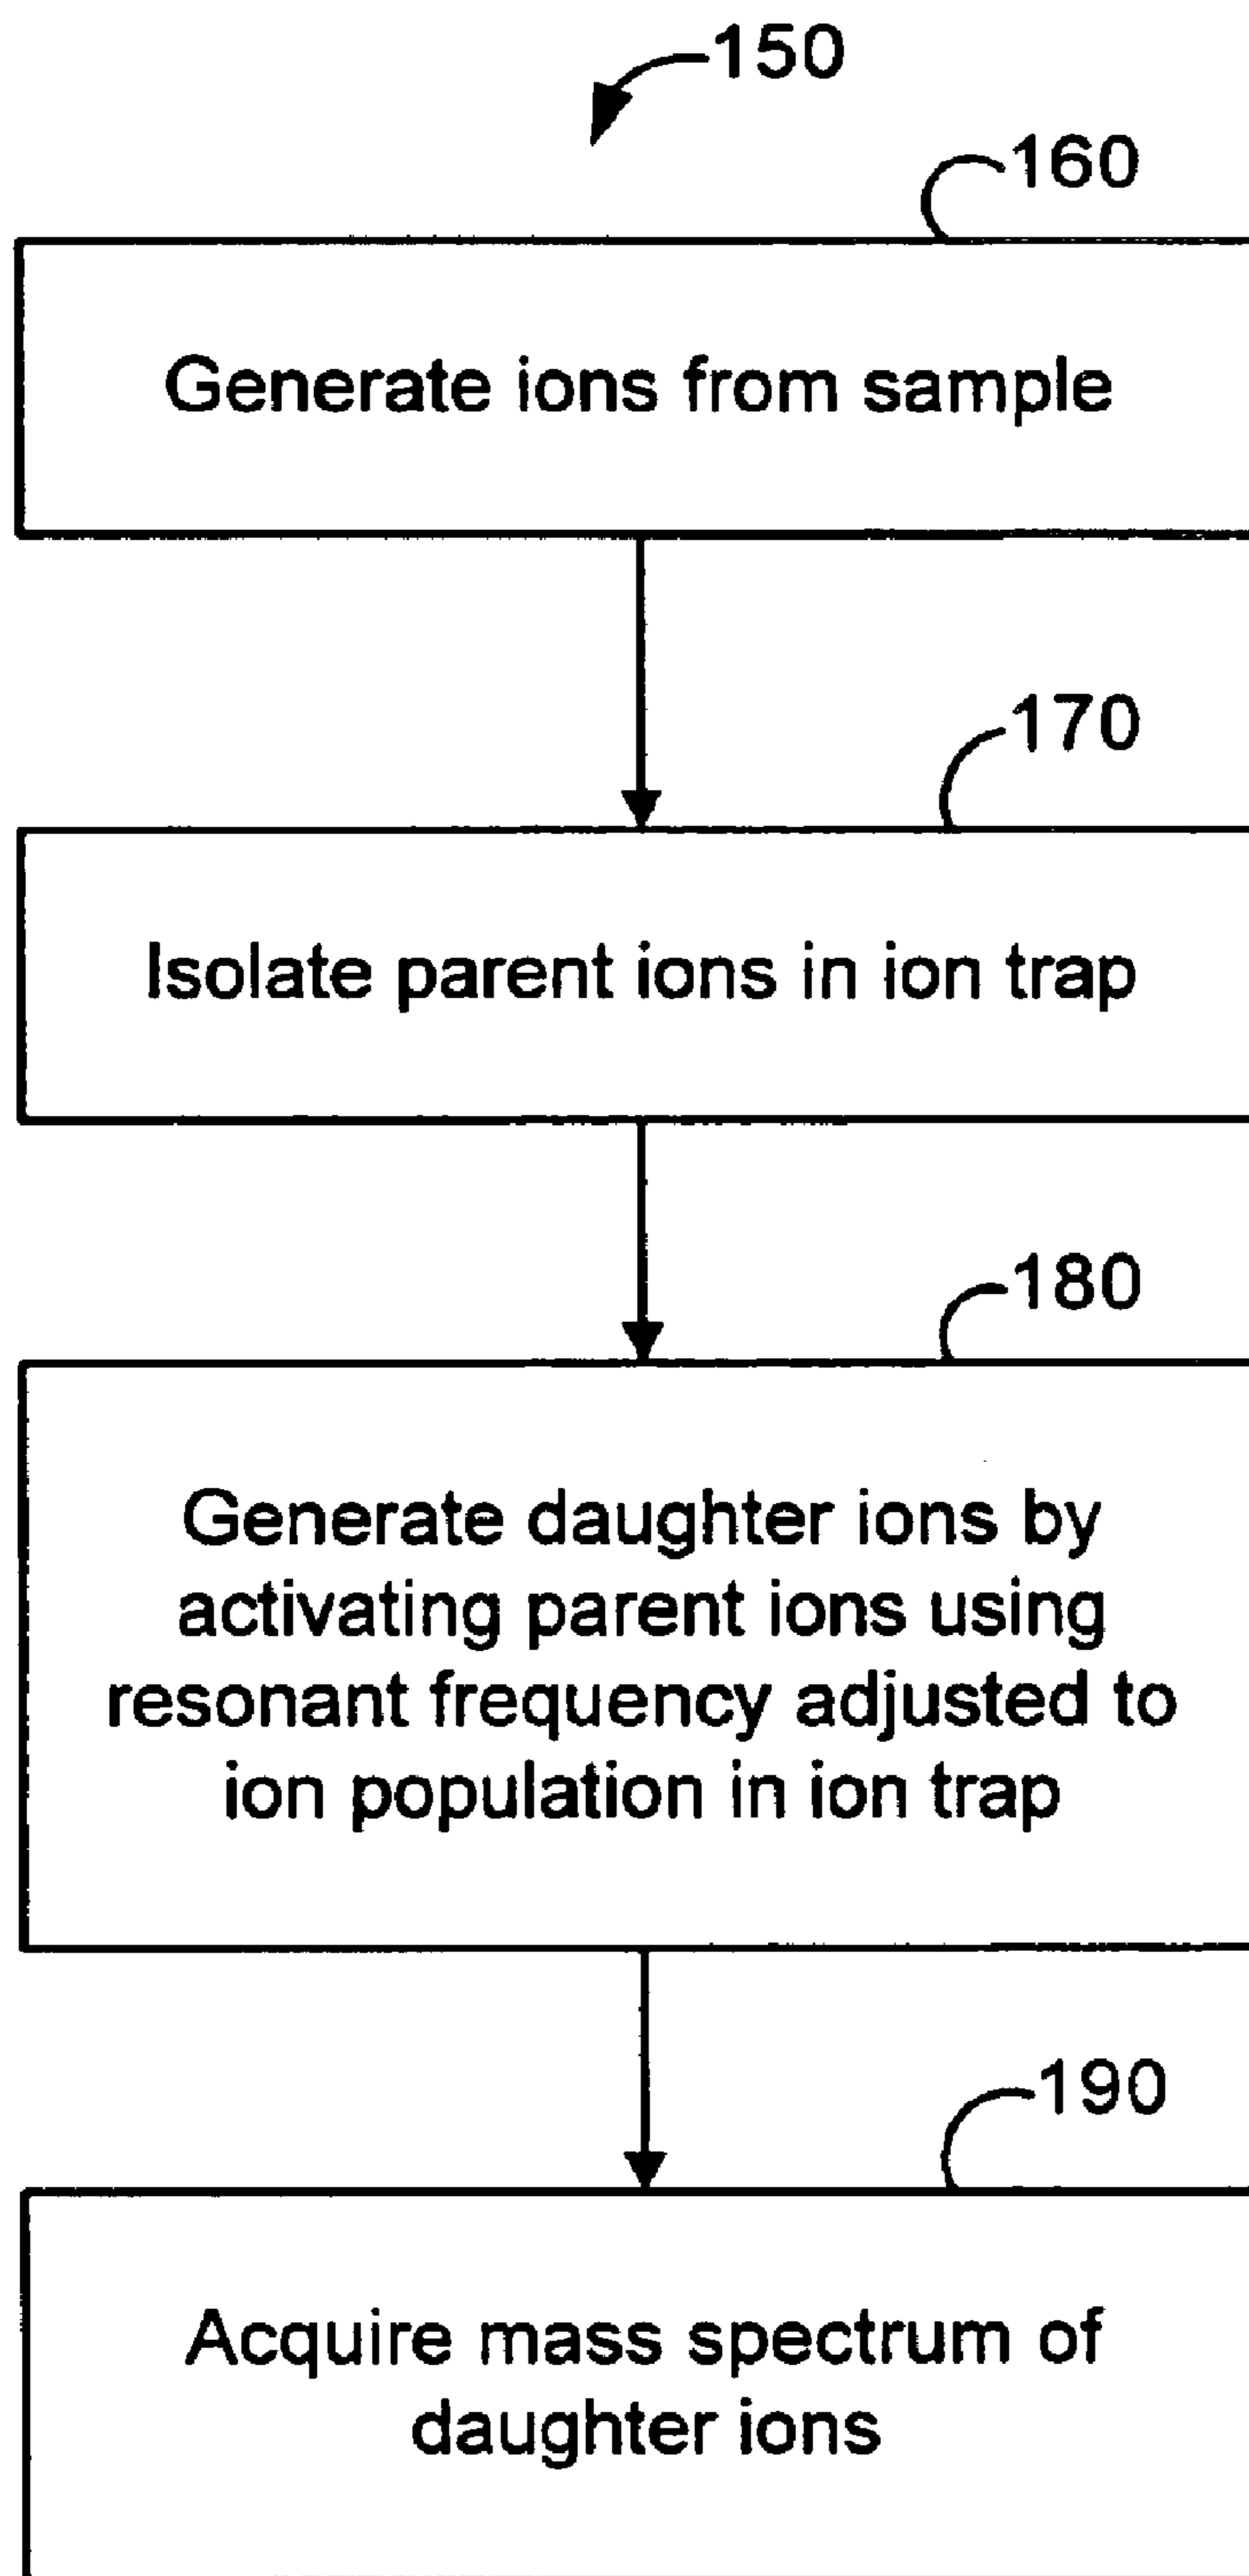 150
160
Generate ions from sample
170
Isolate parent ions in ion trap
180
Generate daughter ions by
activating parent ions using
resonant frequency adjusted to
ion population in ion trap
190
Acquire mass spectrum of
daughter ions